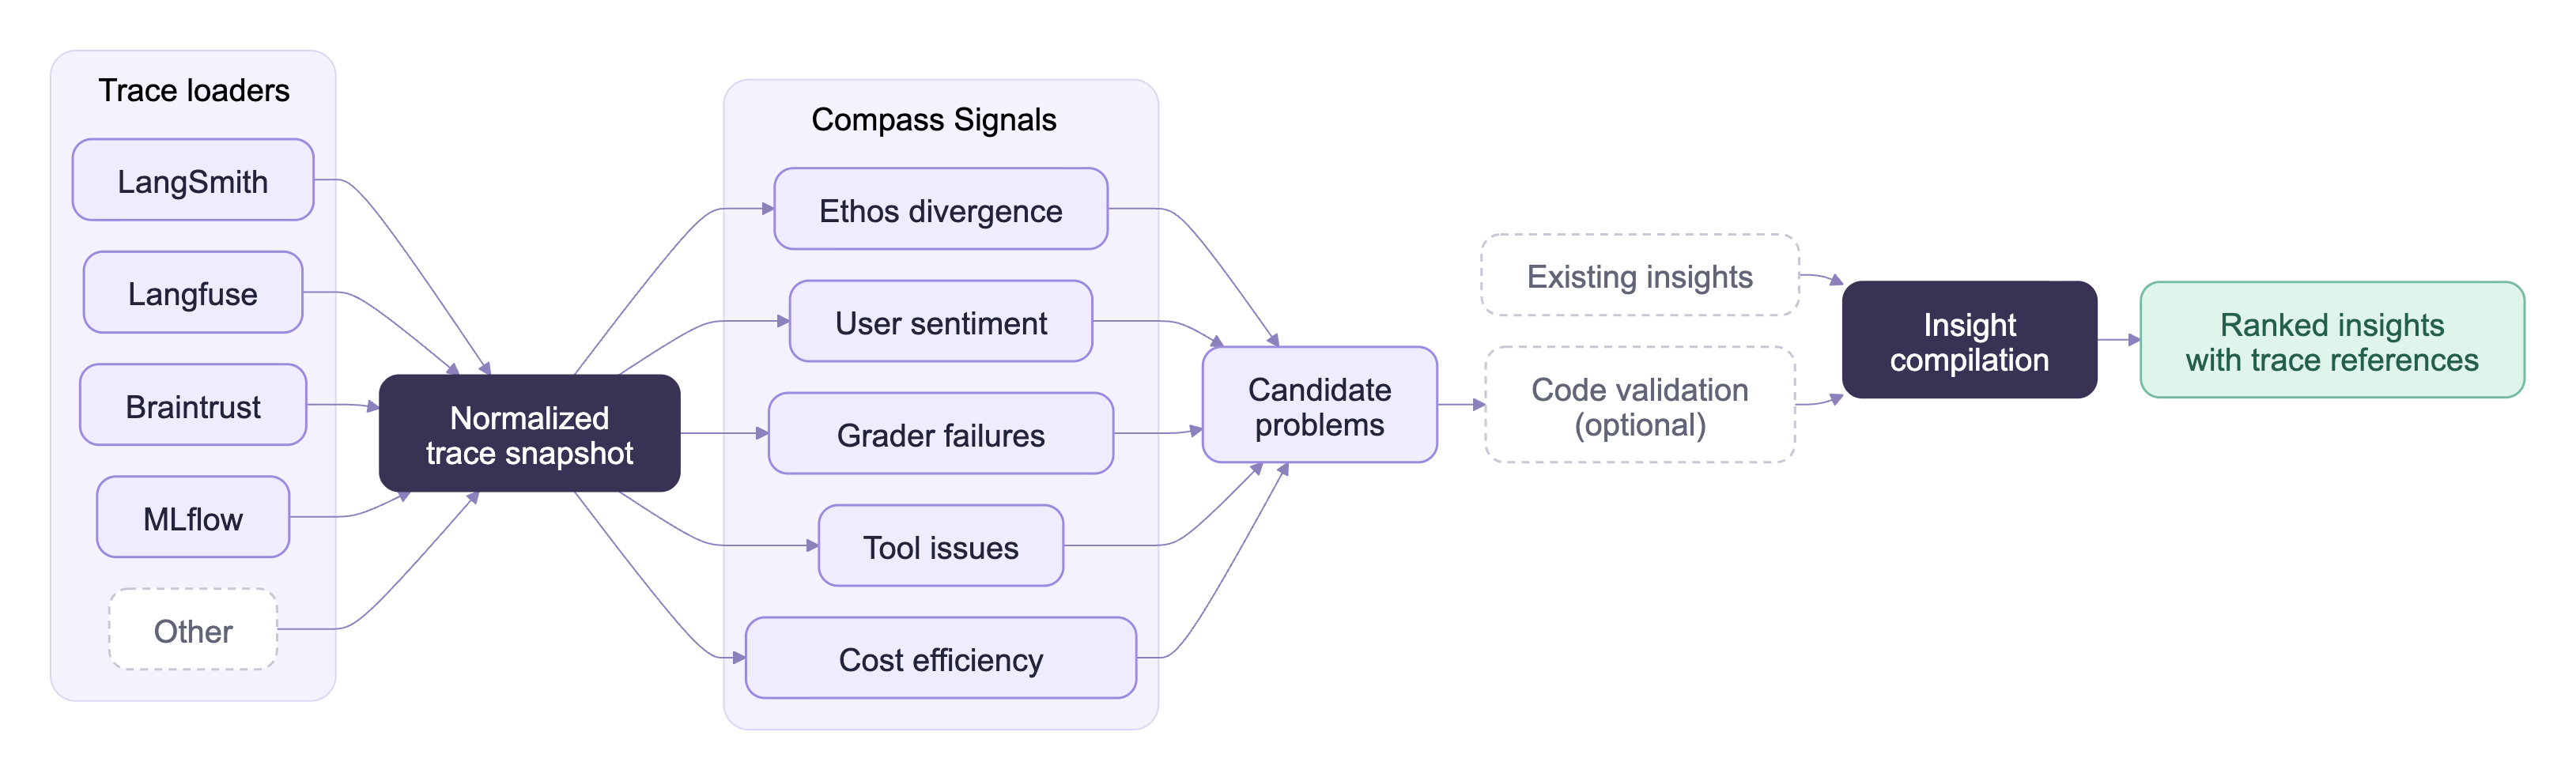 Trace loaders
LangSmith
Langfuse
Braintrust
MLflow
Other
Normalized
trace snapshot
Compass Signals
Ethos divergence
User sentiment
Grader failures
Tool issues
Cost efficiency
Candidate
problems
Existing insights
Code validation
(optional)
Insight
compilation
Ranked insights
with trace references